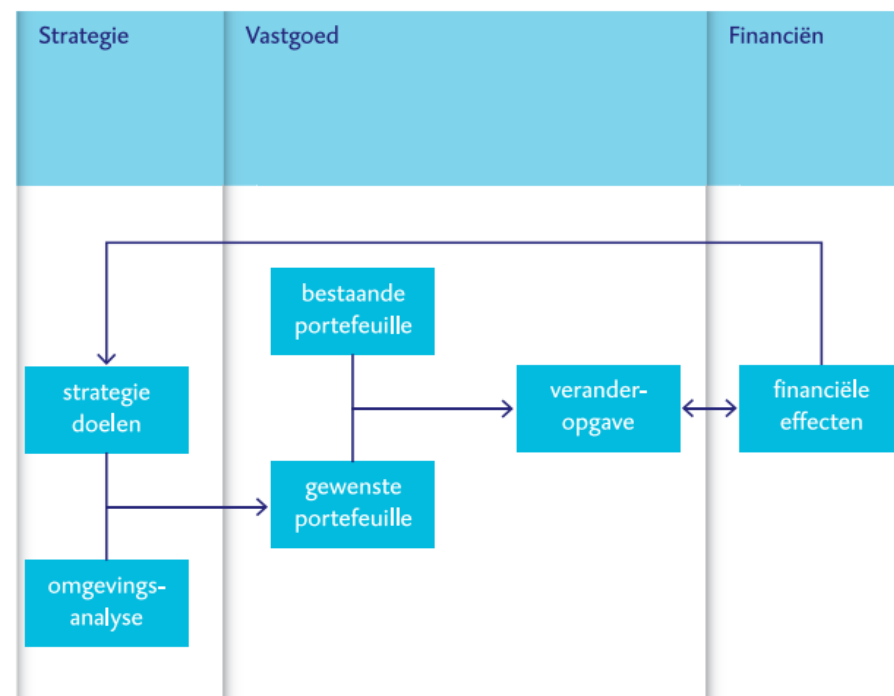 Strategie
Vastgoed
Financiën
bestaande
portefeuille
strategie
doelen
verander-
opgave
financiële
effecten
gewenste
portefeuille
omgevings-
analyse